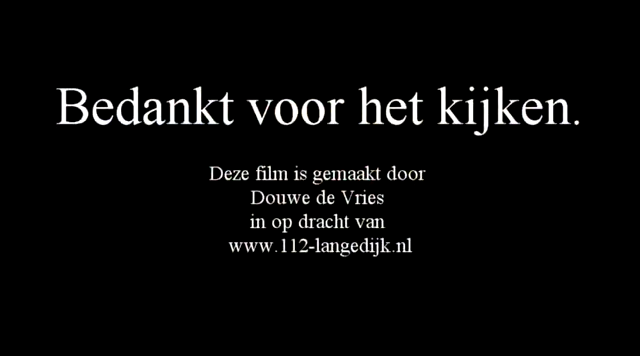 Bedankt voor het kijken.
Deze film is gemaakt door
Douwe de Vries
in op dracht van
www.112-langedijk.nl